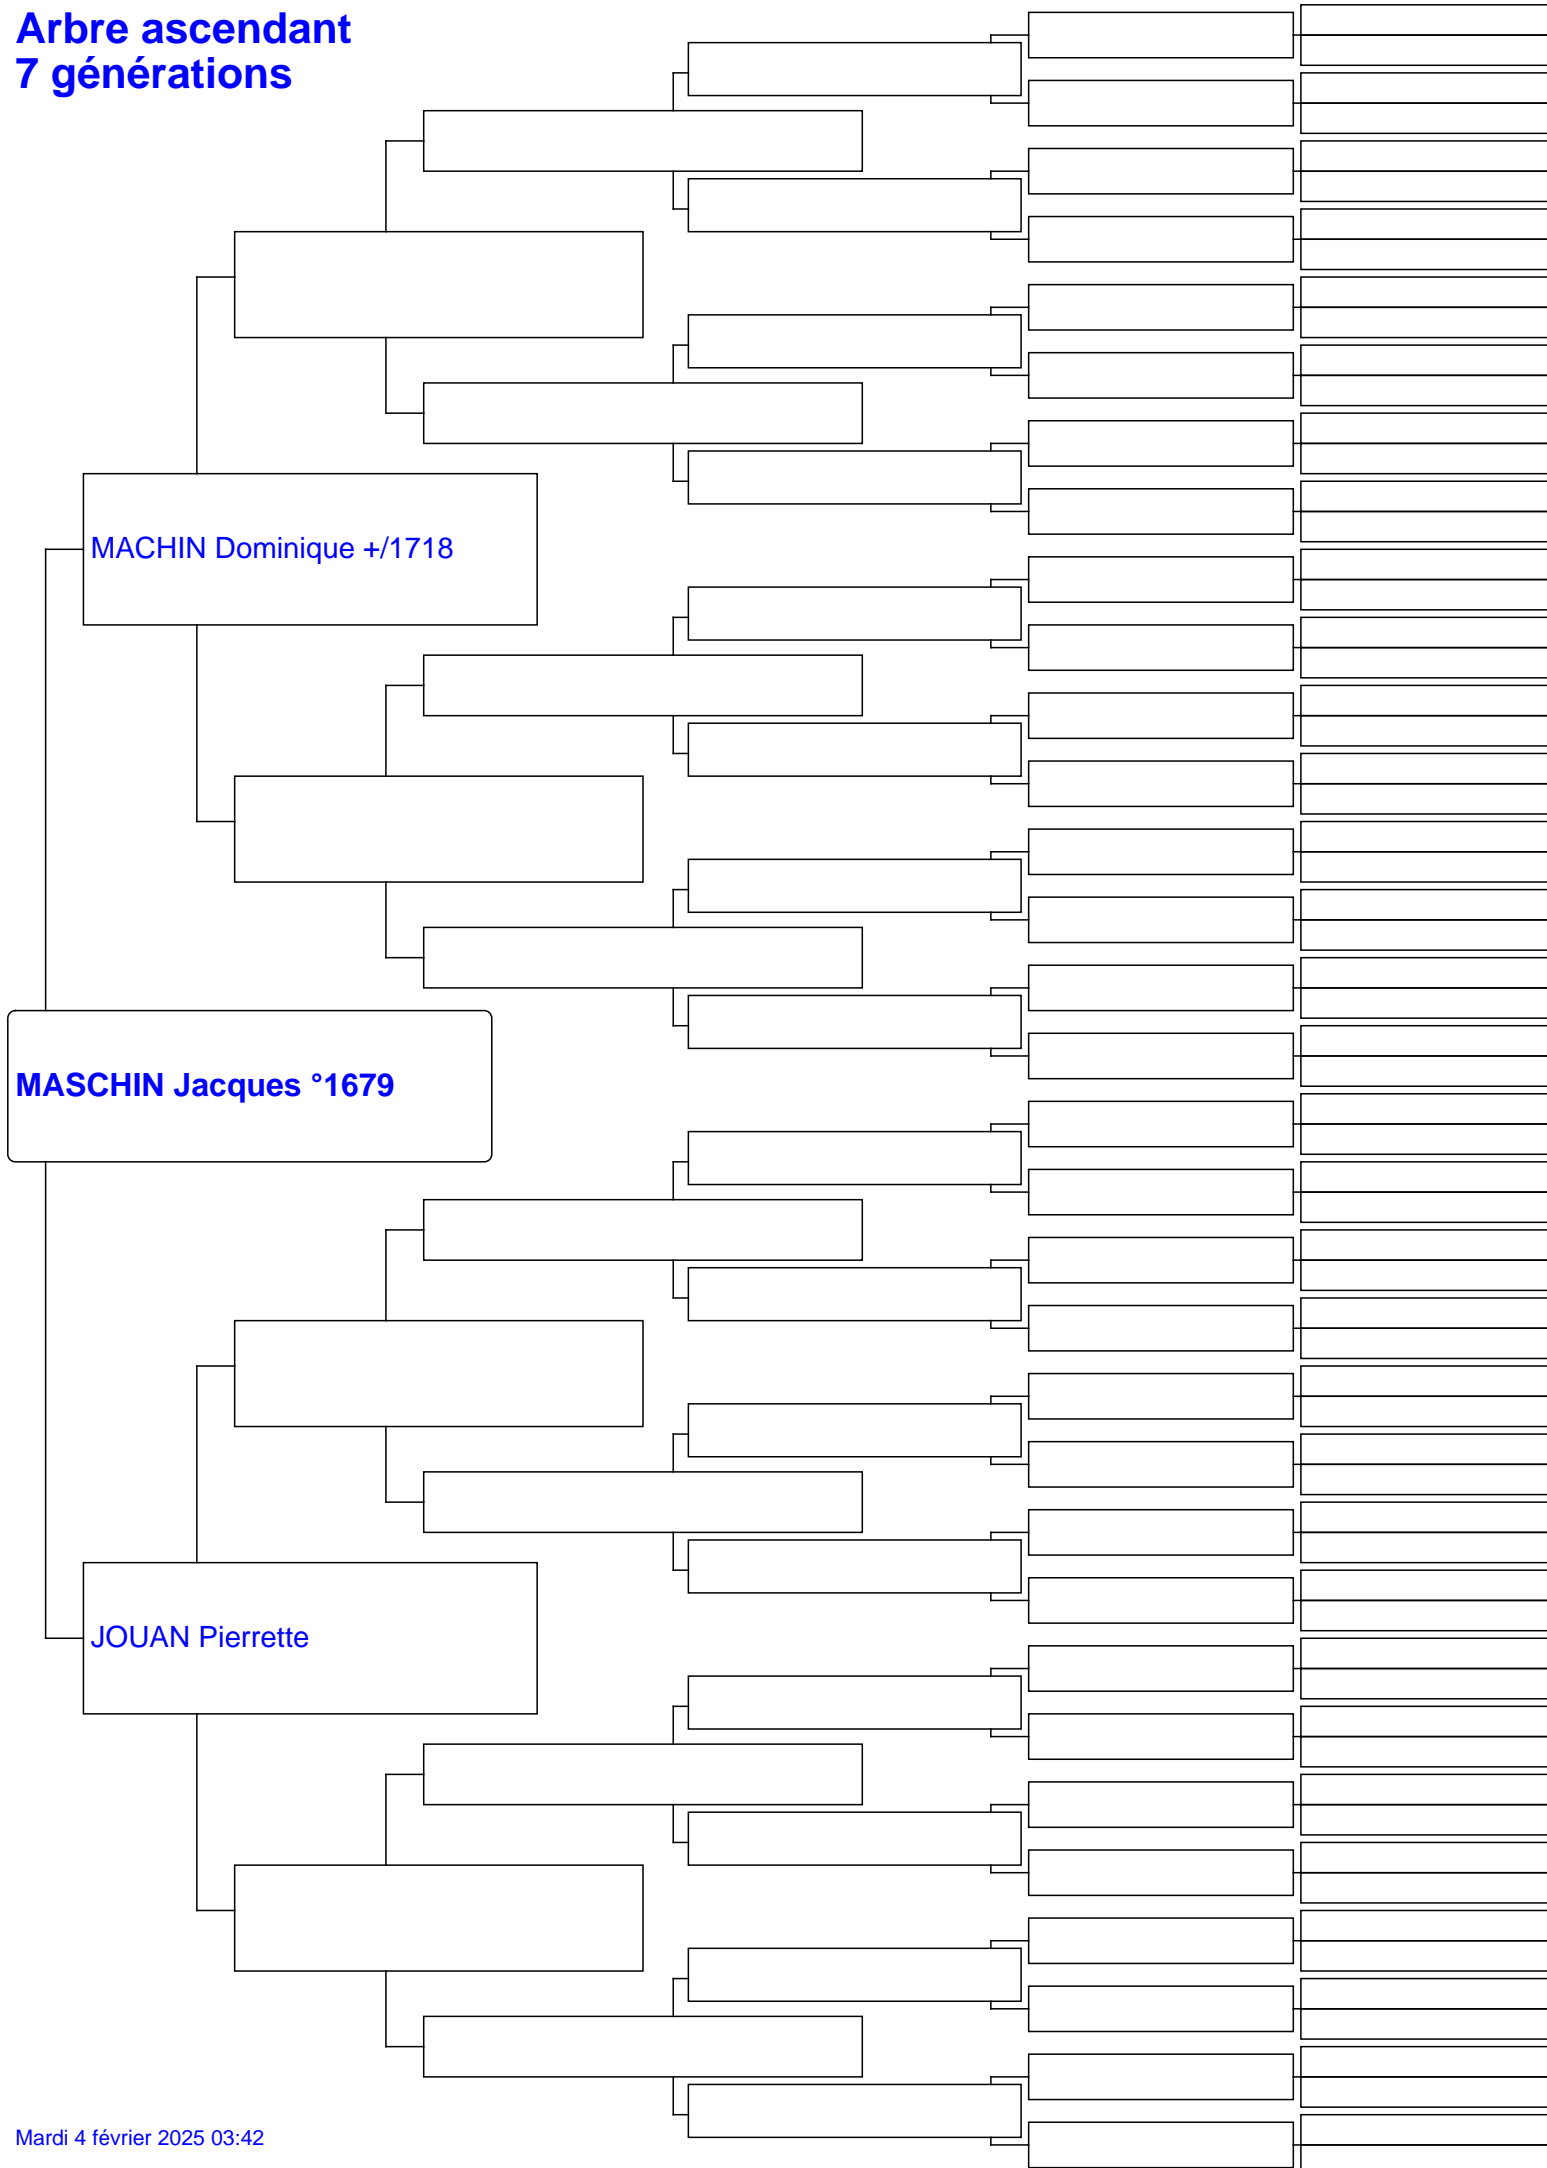 Arbre ascendant
7 générations
MACHIN Dominique +/1718
MASCHIN Jacques °1679
JOUAN Pierrette
Mardi 4 février 2025 03:42